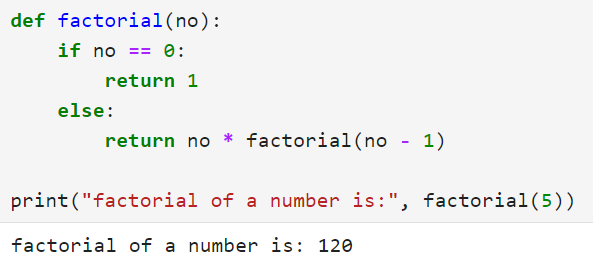 def factorial(no):
    if no == 0:
        return 1
    else:
        return no * factorial(no - 1)

print("factorial of a number is:", factorial(5))
factorial of a number is: 120